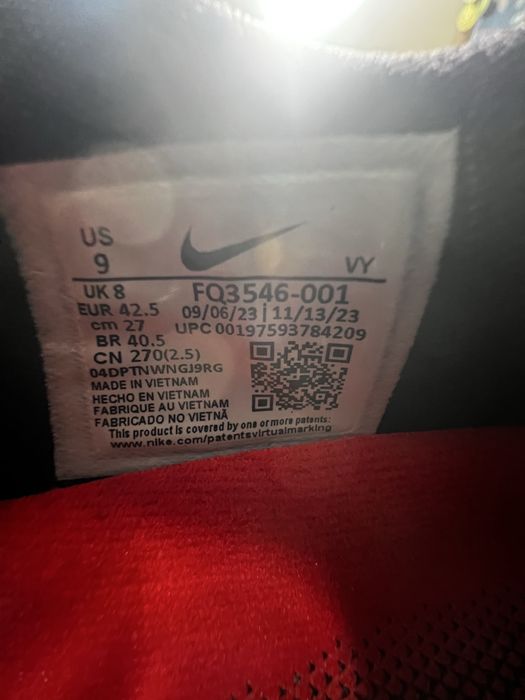 US
9
VY
UK 8
FQ3546-001
EUR 42.5
09/06/23 | 11/13/23
cm 27
UPC 00197593784209
BR 40.5
CN 270(2.5)
04DPTNWNGJ9RG
MADE IN VIETNAM
HECHO EN VIETNAM
FABRIQUE AU VIETNAM
FABRICADO NO VIETNÃ
This product is covered by one or more patents:
www.nike.com/patentsvirtualmarking